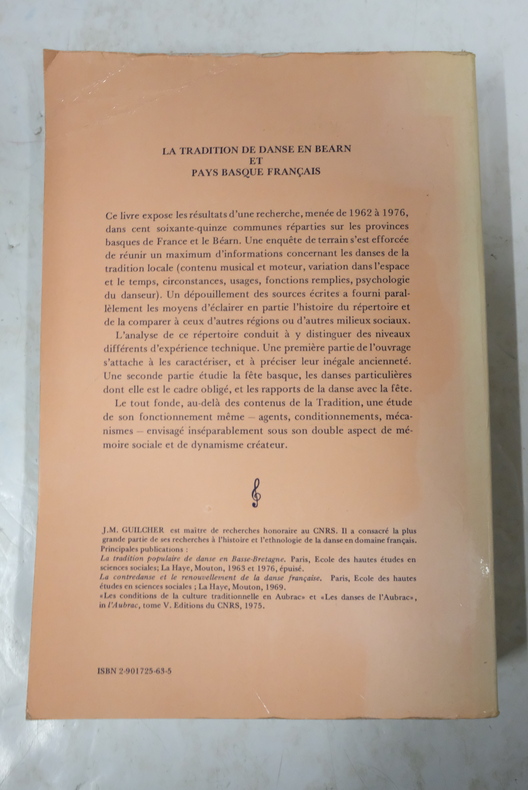 LA TRADITION DE DANSE EN BEARN
ET
PAYS BASQUE FRANÇAIS
Ce livre expose les résultats d'une recherche, menée de 1962 à 1976,
dans cent soixante-quinze communes réparties sur les provinces
basques de France et le Béarn. Une enquête de terrain s'est efforcée
de réunir un maximum d'informations concernant les danses de la
tradition locale (contenu musical et moteur, variation dans l'espace
et le temps, circonstances, usages, fonctions remplies, psychologie
du danseur). Un dépouillement des sources écrites a fourni paral-
lèlement les moyens d'éclairer en partie l'histoire du répertoire et
de la comparer à ceux d'autres régions ou d'autres milieux sociaux.
L'analyse de ce répertoire conduit à y distinguer des niveaux
différents d'expérience technique. Une première partie de l'ouvrage
s'attache à les caractériser, et à préciser leur inégale ancienneté.
Une seconde partie étudie la fête basque, les danses particulières
dont elle est le cadre obligé, et les rapports de la danse avec la fête.
Le tout fonde, au-delà des contenus de la Tradition, une étude
de son fonctionnement même – agents, conditionnements, méca-
nismes – envisagé inséparablement sous son double aspect de mé-
moire sociale et de dynamisme créateur.
J.M. GUILCHER est maître de recherches honoraire au CNRS. Il a consacré la plus
grande partie de ses recherches à l'histoire et l'ethnologie de la danse en domaine français.
Principales publications :
La tradition populaire de danse en Basse-Bretagne. Paris, Ecole des hautes études en
sciences sociales; La Haye, Mouton, 1963 et 1976, épuisé.
La contredanse et le renouvellement de la danse française. Paris, Ecole des hautes
études en sciences sociales ; La Haye, Mouton, 1969.
«Les conditions de la culture traditionnelle en Aubrac» et «Les danses de l'Aubrac»,
in l'Aubrac, tome V. Editions du CNRS, 1975.
ISBN 2-901725-63-5